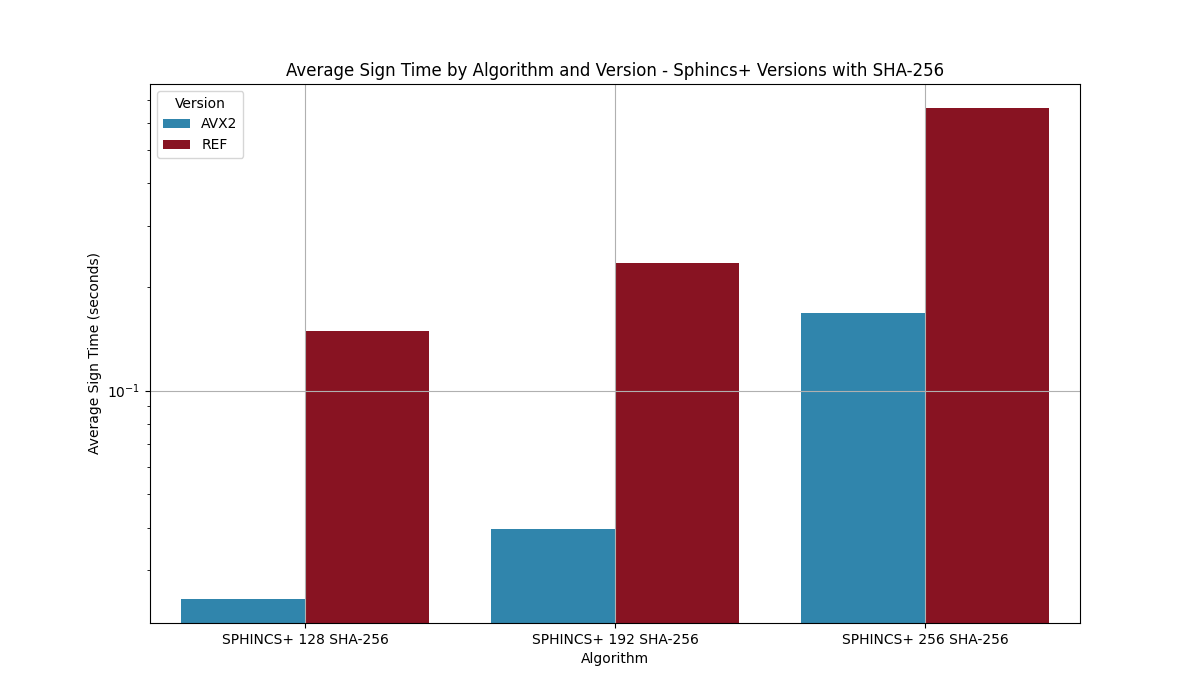 Average Sign Time by Algorithm and Version - Sphincs+ Versions with SHA-256
Version
AVX2
REF
Average Sign Time (seconds)
10⁻¹
SPHINCS+ 128 SHA-256
SPHINCS+ 192 SHA-256
SPHINCS+ 256 SHA-256
Algorithm